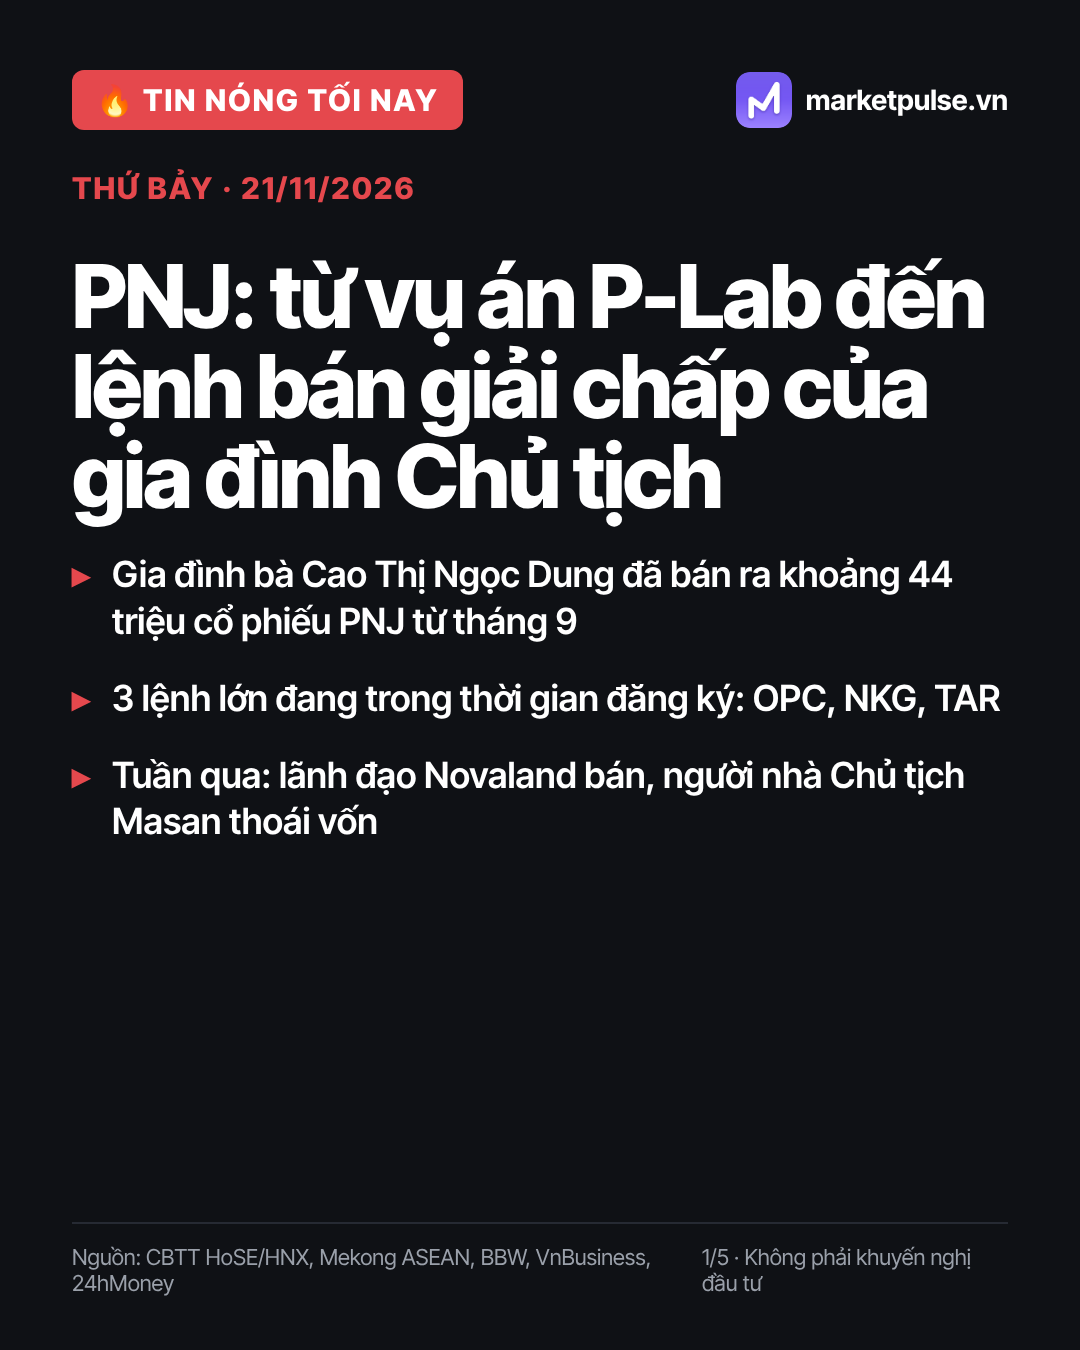 🔥 TIN NÓNG TỐI NAY
marketpulse.vn
THỨ BẢY · 21/11/2026
PNJ: từ vụ án P-Lab đến
lệnh bán giải chấp của
gia đình Chủ tịch
▸ Gia đình bà Cao Thị Ngọc Dung đã bán ra khoảng 44
triệu cổ phiếu PNJ từ tháng 9
▸ 3 lệnh lớn đang trong thời gian đăng ký: OPC, NKG, TAR
▸ Tuần qua: lãnh đạo Novaland bán, người nhà Chủ tịch
Masan thoái vốn
Nguồn: CBTT HoSE/HNX, Mekong ASEAN, BBW, VnBusiness,
24hMoney
1/5 · Không phải khuyến nghị
đầu tư